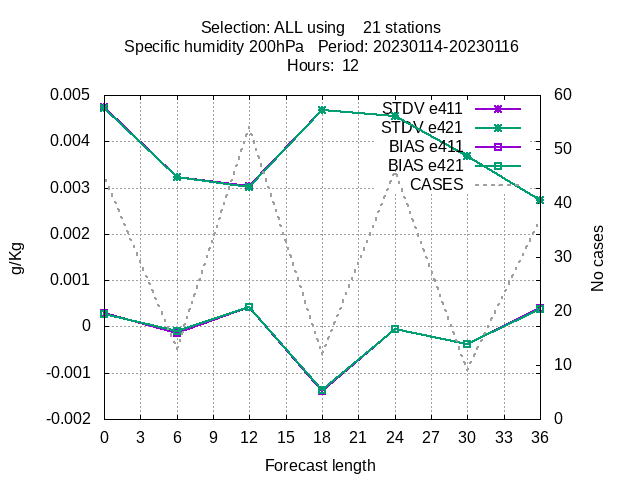 Selection: ALL using    21 stations
Specific humidity 200hPa   Period: 20230114-20230116
Hours:  12
0.005
0.004
0.003
0.002
0.001
0
-0.001
-0.002
g/Kg
STDV e411
STDV e421
BIAS e411
BIAS e421
CASES
60
50
40
30
20
10
0
No cases
0 3 6 9 12 15 18 21 24 27 30 33 36
Forecast length